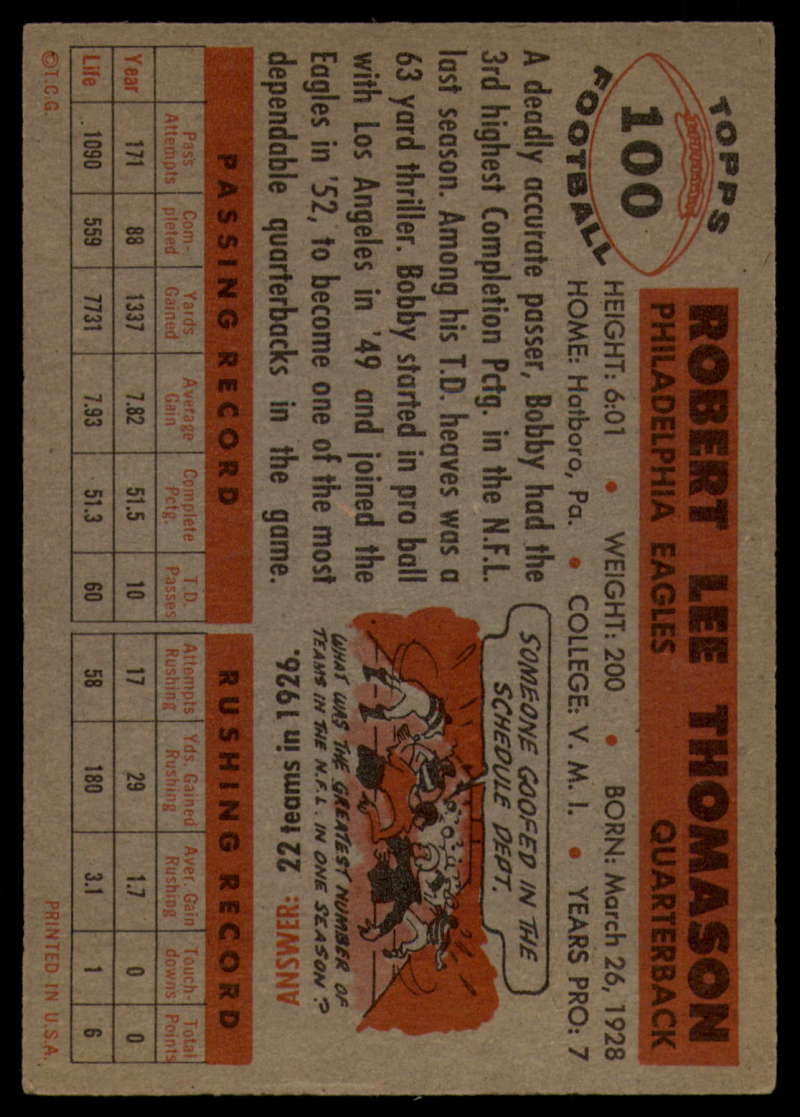 TOPPS
100
FOOTBALL
ROBERT LEE THOMASON
PHILADELPHIA EAGLES QUARTERBACK
HEIGHT: 6:01 • WEIGHT: 200 • BORN: March 26, 1928
HOME: Hatboro, Pa. • COLLEGE: V. M. I. • YEARS PRO: 7
A deadly accurate passer, Bobby had the
3rd highest Completion Pctg. in the N.F.L.
last season. Among his T.D. heaves was a
63 yard thriller. Bobby started in pro ball
with Los Angeles in '49 and joined the
Eagles in '52, to become one of the most
dependable quarterbacks in the game.
SOMEONE GOOFED IN THE
SCHEDULE DEPT.
WHAT WAS THE GREATEST NUMBER OF
TEAMS IN THE N.F.L. IN ONE SEASON?
ANSWER: 22 teams in 1926.
PASSING RECORD RUSHING RECORD
Pass Attempts Com-pleted Yards Gained Average Gain Complete Pctg. T.D. Passes Attempts Rushing Yds. Gained Rushing Aver. Gain Rushing Touch-downs Total Points
Year 171 88 1337 7.82 51.5 10 17 29 1.7 0 0
Life 1090 559 7731 7.93 51.3 60 58 180 3.1 1 6
©T.C.G. PRINTED IN U.S.A.